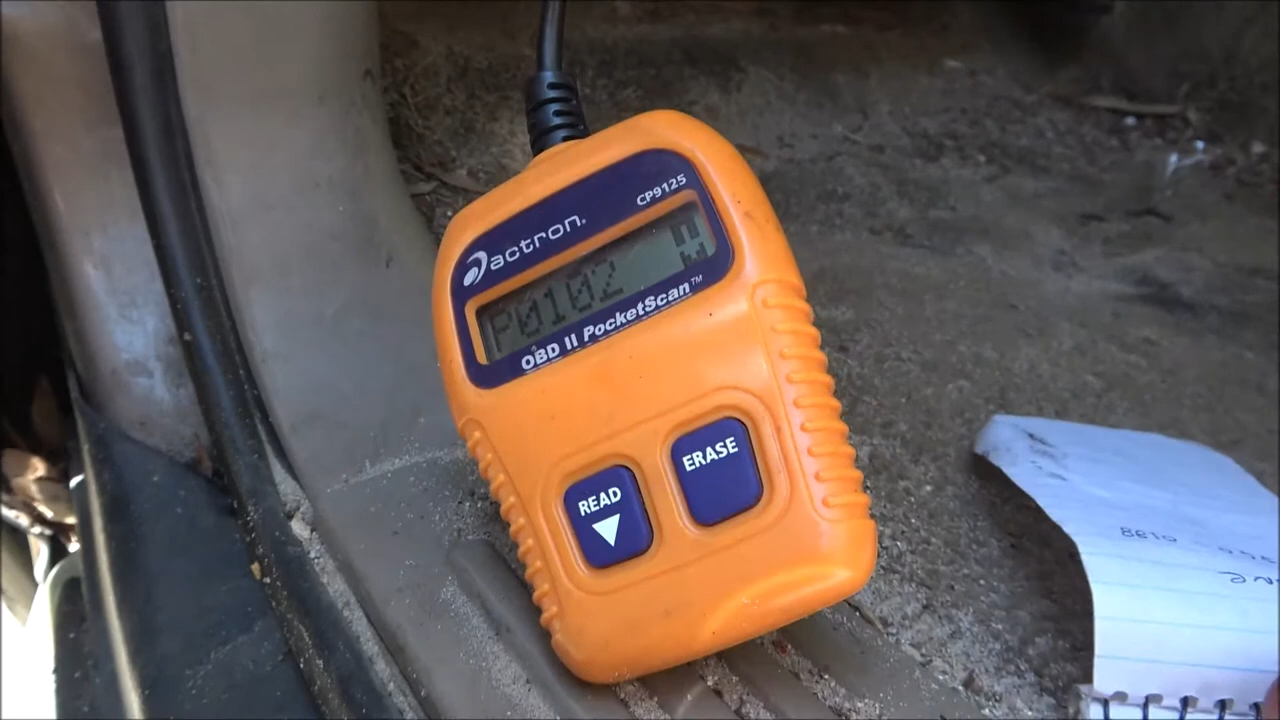 actron.
CP9125
P0102
OBD II PocketScan™
READ
ERASE